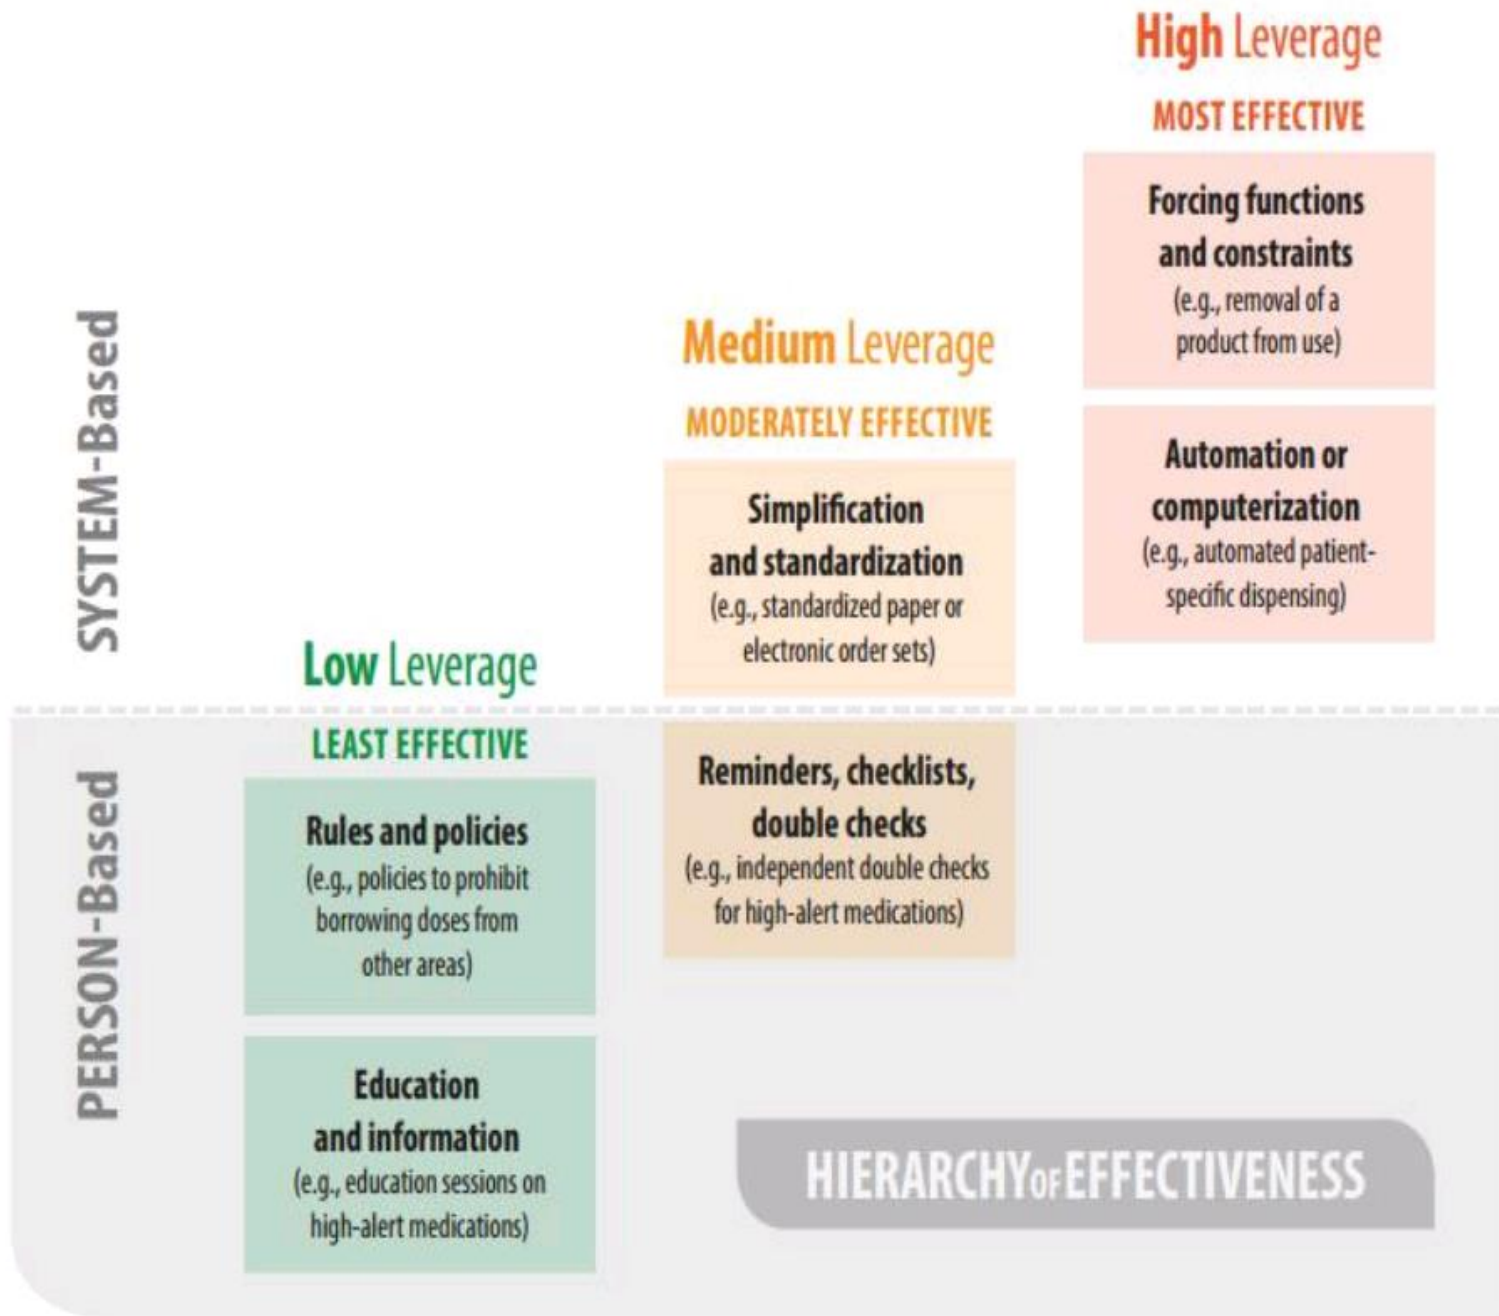 High Leverage
MOST EFFECTIVE
Forcing functions
and constraints
(e.g., removal of a
product from use)
Automation or
computerization
(e.g., automated patient-
specific dispensing)
Medium Leverage
MODERATELY EFFECTIVE
Simplification
and standardization
(e.g., standardized paper or
electronic order sets)
Reminders, checklists,
double checks
(e.g., independent double checks
for high-alert medications)
Low Leverage
LEAST EFFECTIVE
Rules and policies
(e.g., policies to prohibit
borrowing doses from
other areas)
Education
and information
(e.g., education sessions on
high-alert medications)
SYSTEM-Based
PERSON-Based
HIERARCHY OF EFFECTIVENESS